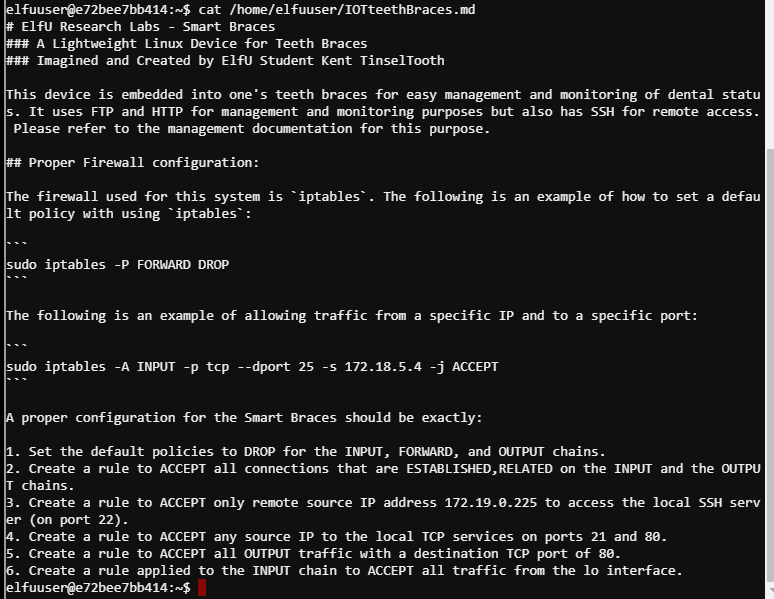 elfuuser@e72bee7bb414:~$ cat /home/elfuuser/IOTteethBraces.md
# ElfU Research Labs - Smart Braces
### A Lightweight Linux Device for Teeth Braces
### Imagined and Created by ElfU Student Kent TinselTooth
This device is embedded into one's teeth braces for easy management and monitoring of dental statu
s. It uses FTP and HTTP for management and monitoring purposes but also has SSH for remote access.
Please refer to the management documentation for this purpose.
## Proper Firewall configuration:
The firewall used for this system is `iptables`. The following is an example of how to set a defau
lt policy with using `iptables`:
```
sudo iptables -P FORWARD DROP
```
The following is an example of allowing traffic from a specific IP and to a specific port:
```
sudo iptables -A INPUT -p tcp --dport 25 -s 172.18.5.4 -j ACCEPT
```
A proper configuration for the Smart Braces should be exactly:
1. Set the default policies to DROP for the INPUT, FORWARD, and OUTPUT chains.
2. Create a rule to ACCEPT all connections that are ESTABLISHED,RELATED on the INPUT and the OUTPU
T chains.
3. Create a rule to ACCEPT only remote source IP address 172.19.0.225 to access the local SSH serv
er (on port 22).
4. Create a rule to ACCEPT any source IP to the local TCP services on ports 21 and 80.
5. Create a rule to ACCEPT all OUTPUT traffic with a destination TCP port of 80.
6. Create a rule applied to the INPUT chain to ACCEPT all traffic from the lo interface.
elfuuser@e72bee7bb414:~$